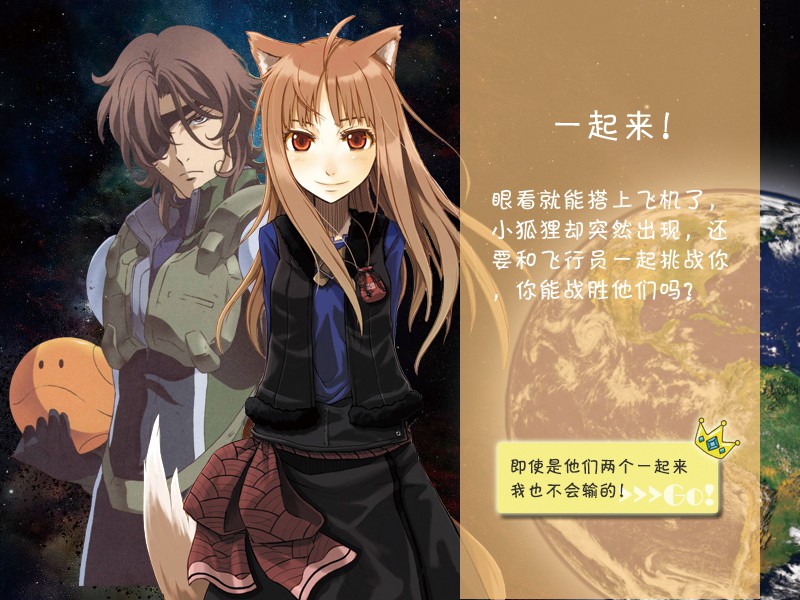 一起来!
眼看就能搭上飞机了，
小狐狸却突然出现，还
要和飞行员一起挑战你
，你能战胜他们吗?
即使是他们两个一起来
我也不会输的!>>>Go!